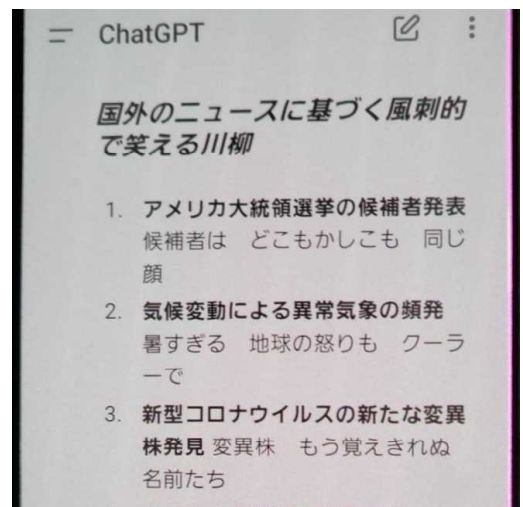 ChatGPT
国外のニュースに基づく風刺的
で笑える川柳
1. アメリカ大統領選挙の候補者発表
候補者は どこもかしこも 同じ
顔
2. 気候変動による異常気象の頻発
暑すぎる 地球の怒りも クーラ
ーで
3. 新型コロナウイルスの新たな変異
株発見 変異株 もう覚えきれぬ
名前たち